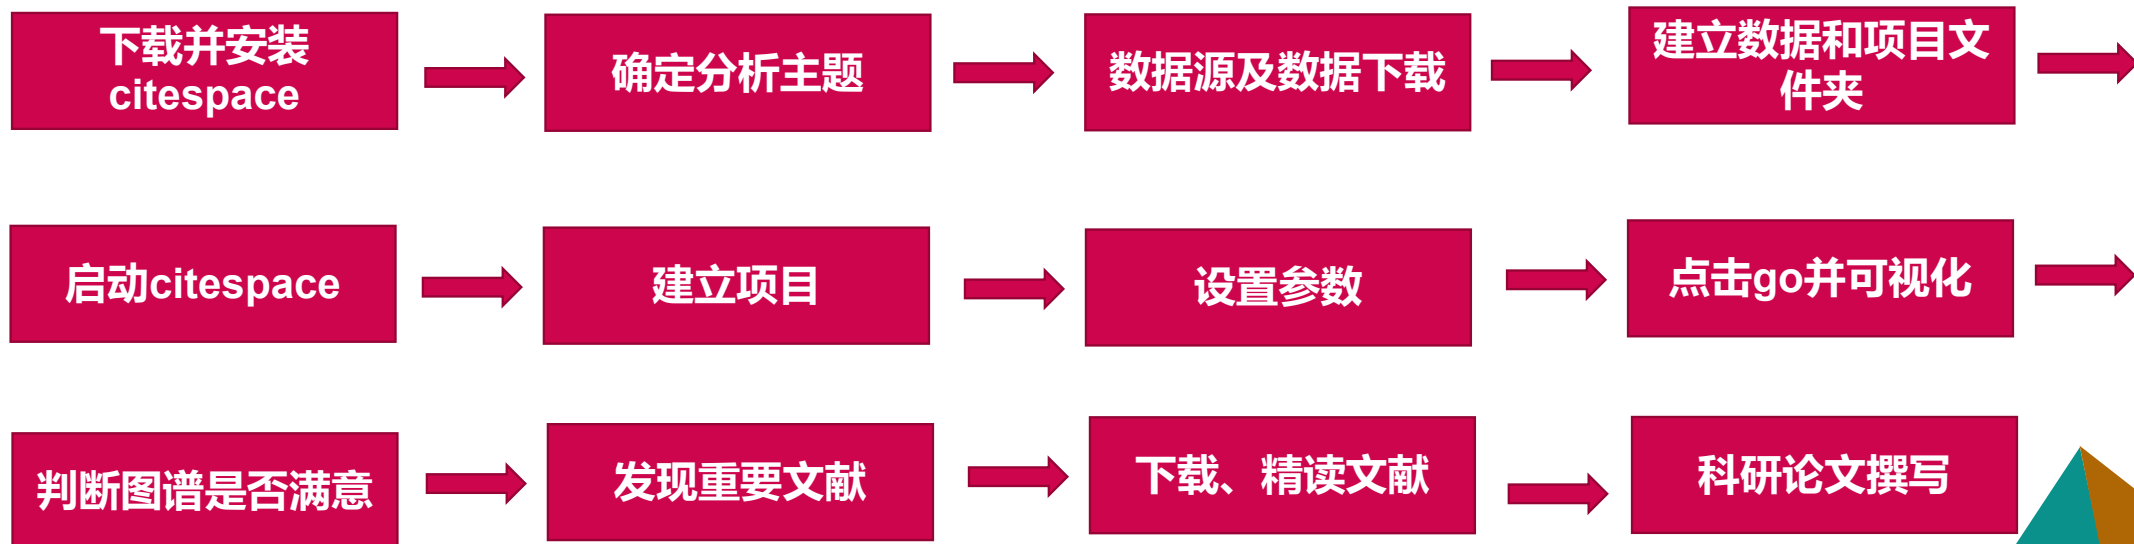 下载并安装
citespace
确定分析主题
数据源及数据下载
建立数据和项目文
件夹
启动citespace
建立项目
设置参数
点击go并可视化
判断图谱是否满意
发现重要文献
下载、精读文献
科研论文撰写